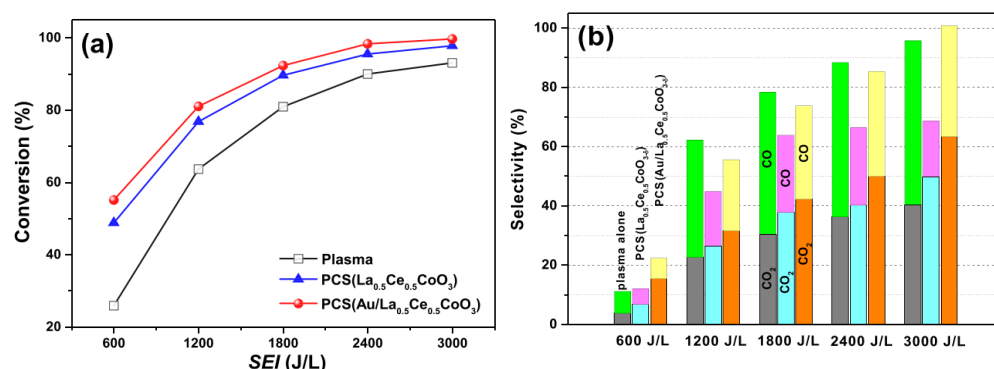 (a)
Conversion (%)
100
80
60
40
20
600 1200 1800 2400 3000
SEI (J/L)
Plasma
PCS(La0.5Ce0.5CoO3)
PCS(Au/La0.5Ce0.5CoO3)
(b)
Selectivity (%)
100
80
60
40
20
0
plasma alone
PCS(La0.5Ce0.5CoO3-δ)
PCS(Au/La0.5Ce0.5CoO3-δ)
CO
CO
CO
CO2
CO2
CO2
600 J/L 1200 J/L 1800 J/L 2400 J/L 3000 J/L